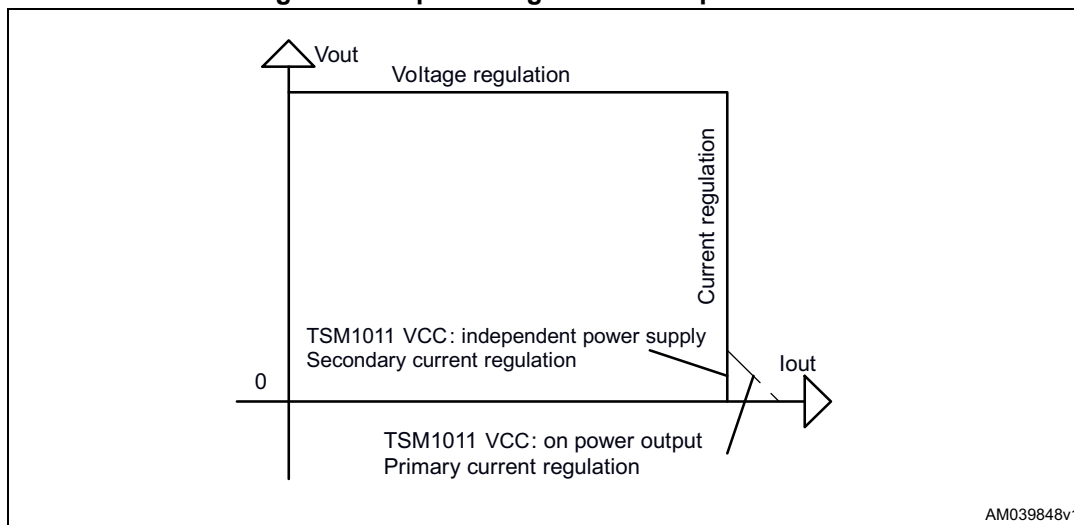 Vout
Voltage regulation
Current regulation
TSM1011 VCC: independent power supply
Secondary current regulation
Iout
0
TSM1011 VCC: on power output
Primary current regulation
AM039848v1